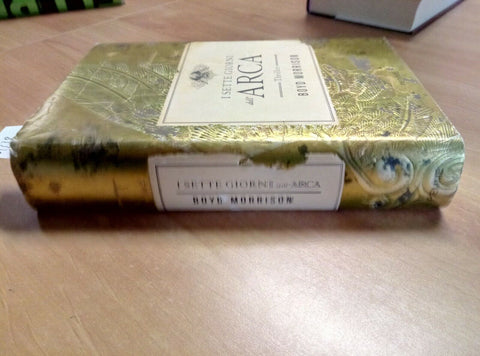 I SETTE GIORNI
dell'ARCA
Thriller
BOYD MORRISON
I SETTE GIORNI dell'ARCA
BOYD MORRISON